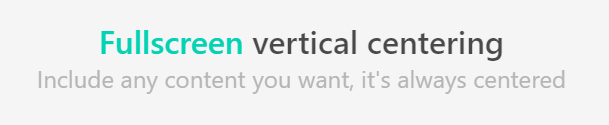 Fullscreen vertical centering
Include any content you want, it's always centered